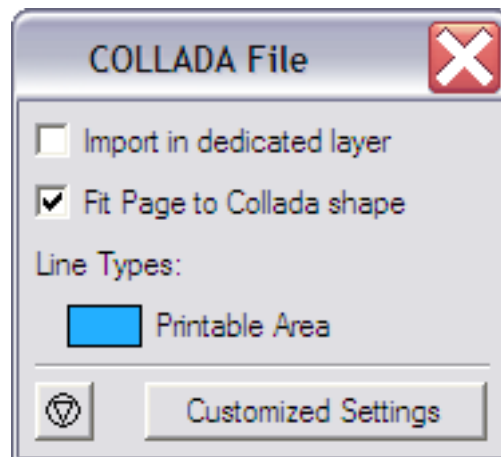 COLLADA File
Import in dedicated layer
Fit Page to Collada shape
Line Types:
Printable Area
Customized Settings